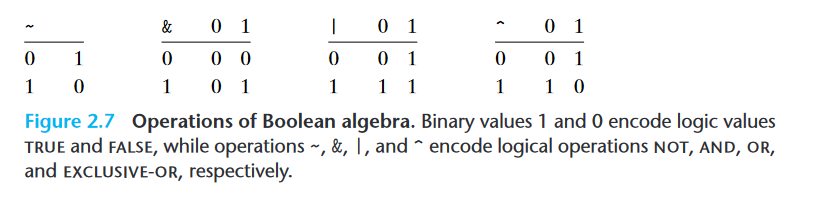 ~ & 0 1 | 0 1 ^ 0 1
0 1 0 0 0 0 0 1 0 0 1
1 0 1 0 1 1 1 1 1 1 0
Figure 2.7 Operations of Boolean algebra. Binary values 1 and 0 encode logic values
TRUE and FALSE, while operations ~, &, |, and ^ encode logical operations NOT, AND, OR,
and EXCLUSIVE-OR, respectively.